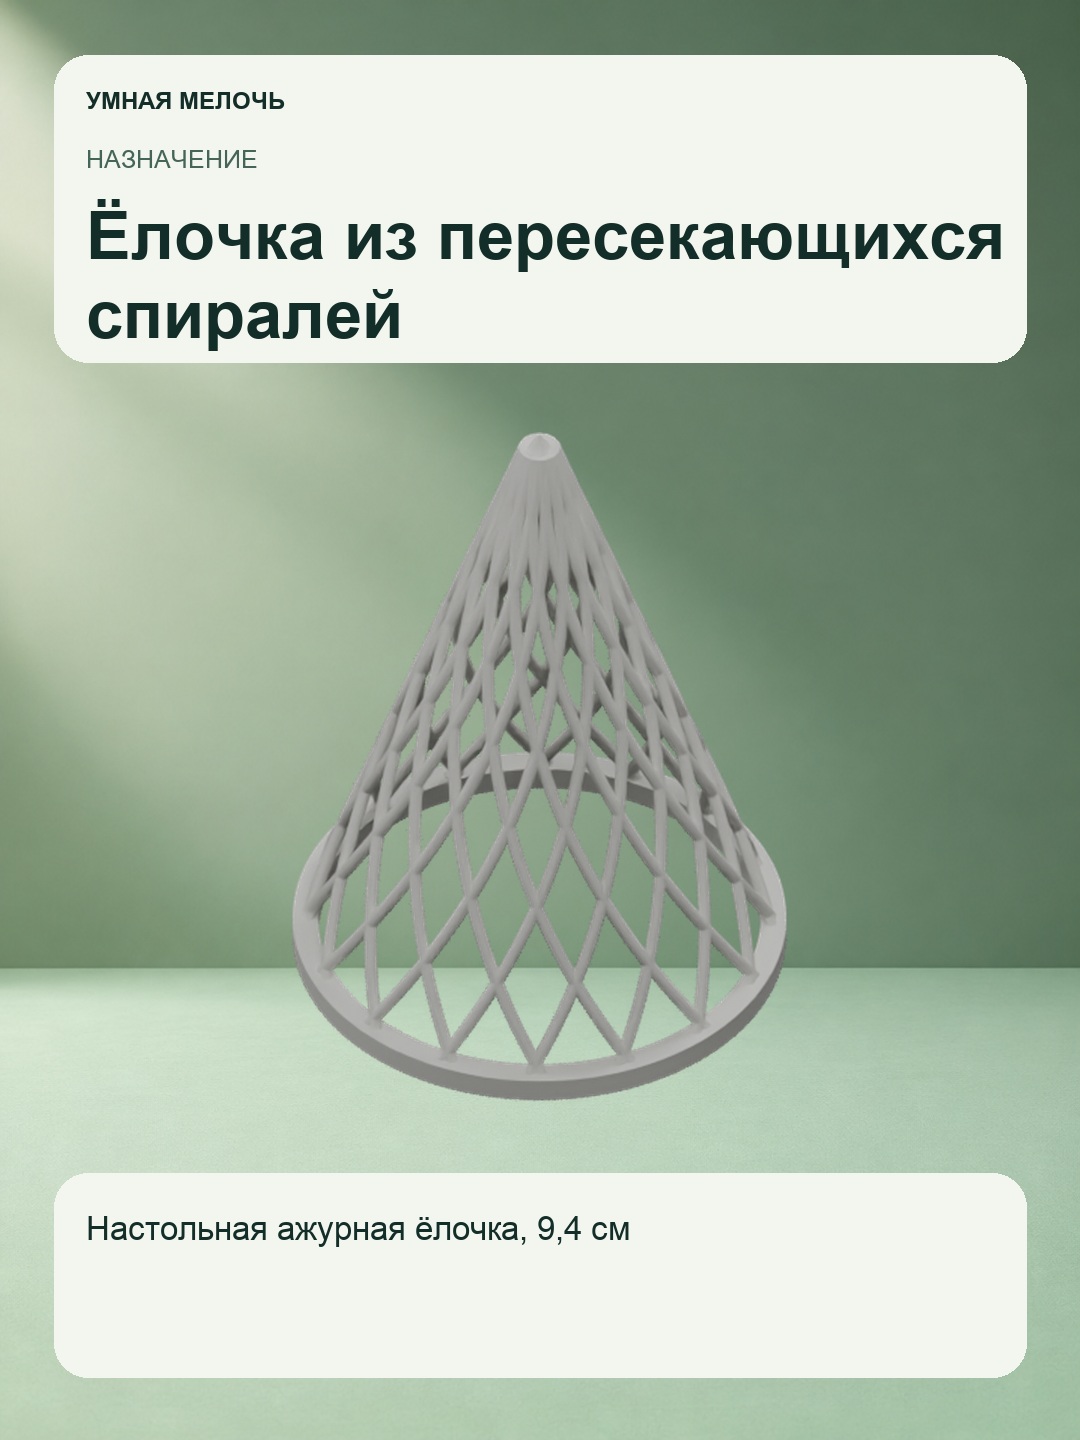 УМНАЯ МЕЛОЧЬ
НАЗНАЧЕНИЕ
Ёлочка из пересекающихся
спиралей
Настольная ажурная ёлочка, 9,4 см